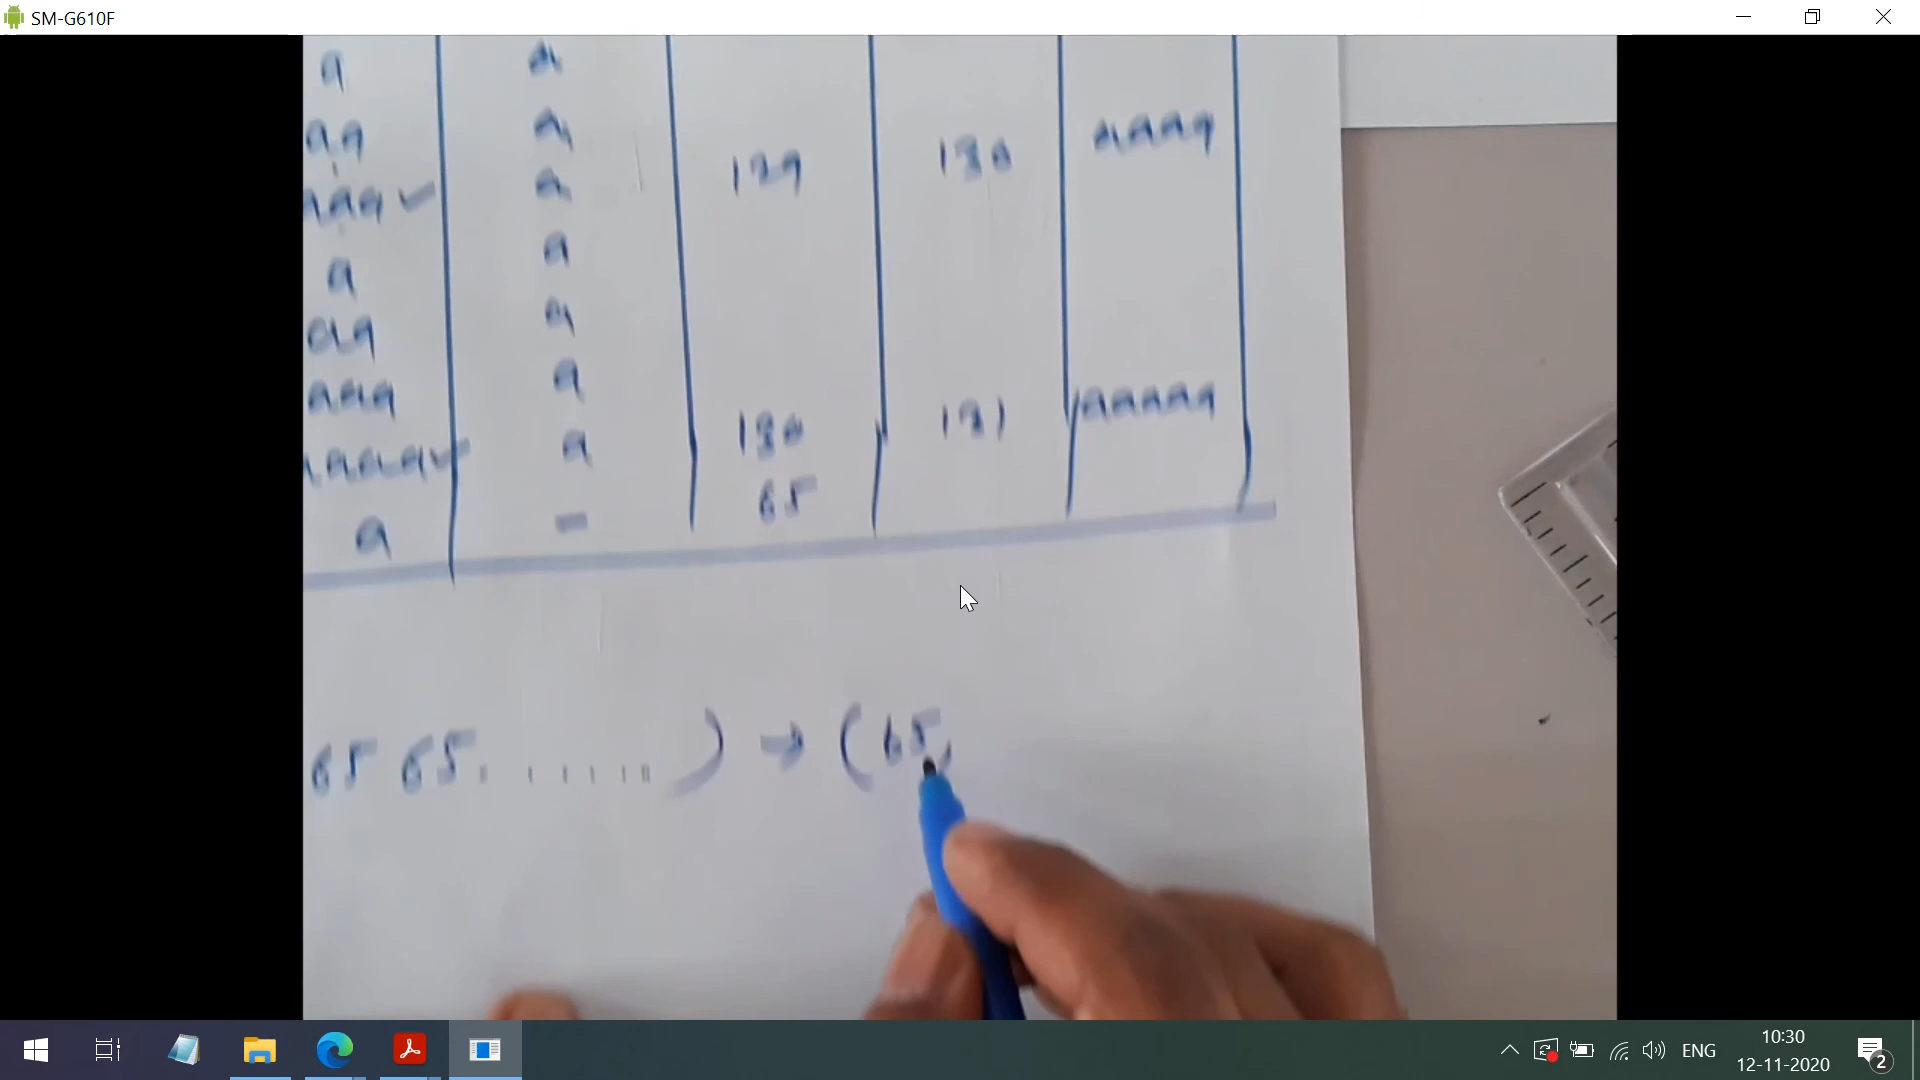 SM-G610F
a a
aa a
129 130 aaaa
aaa ✓ a
a a
aa a
aaa a
130 131 aaaaa
aaaa ✓ a
65
a -
65 65 . . . . . . ) → (65,
ENG
10:30
12-11-2020
2